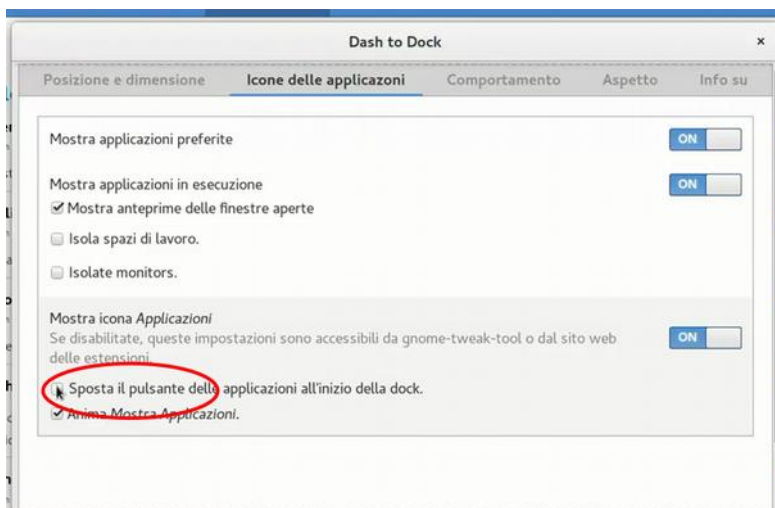 Dash to Dock
Posizione e dimensione Icone delle applicazoni Comportamento Aspetto Info su
Mostra applicazioni preferite ON
Mostra applicazioni in esecuzione ON
Mostra anteprime delle finestre aperte
Isola spazi di lavoro.
Isolate monitors.
Mostra icona Applicazioni
Se disabilitate, queste impostazioni sono accessibili da gnome-tweak-tool o dal sito web ON
delle estensioni.
Sposta il pulsante delle applicazioni all'inizio della dock.
Anima Mostra Applicazioni.